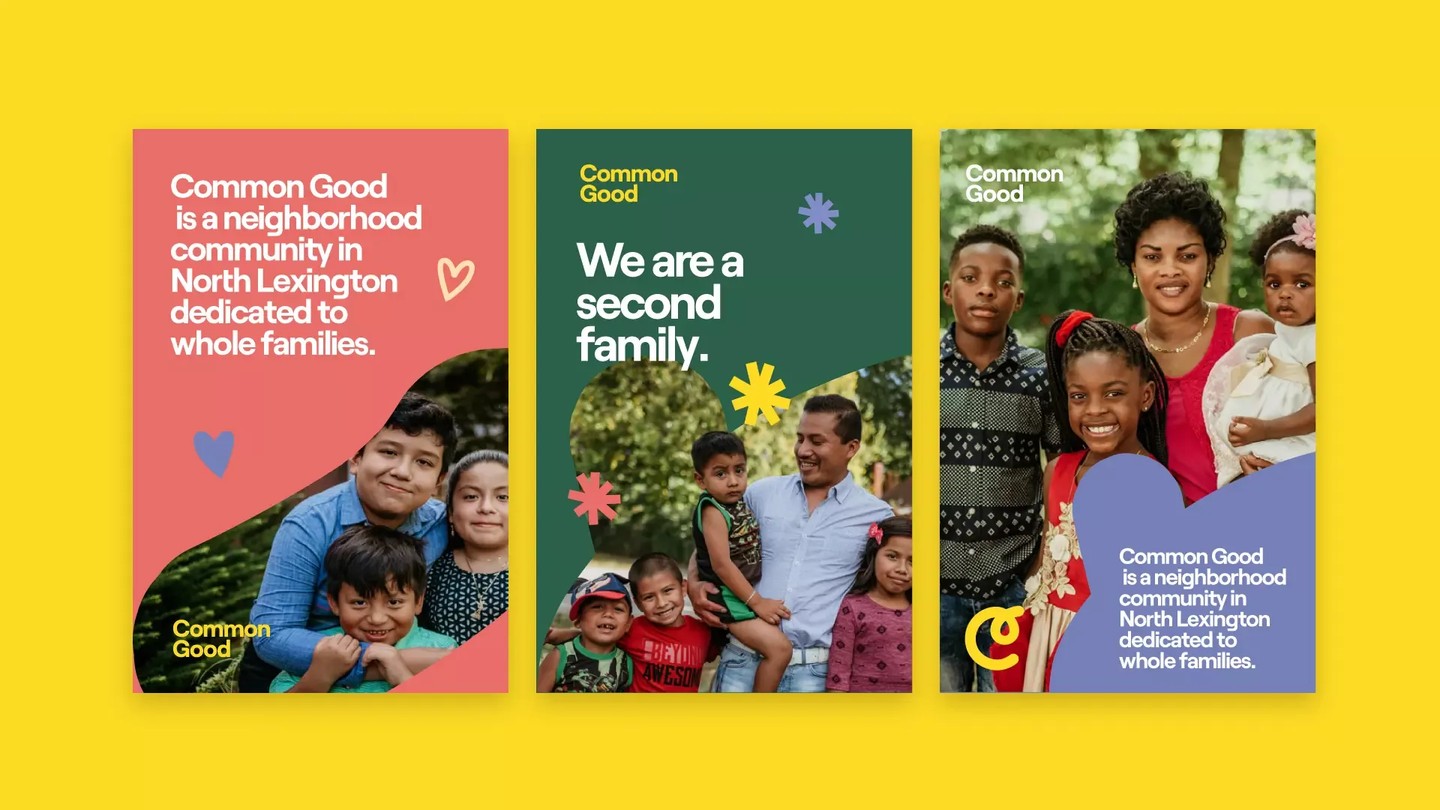 Common Good
is a neighborhood
community in
North Lexington
dedicated to
whole families.
Common
Good
Common
Good
We are a
second
family.
BEYOND
AWESOME
Common
Good
Common Good
is a neighborhood
community in
North Lexington
dedicated to
whole families.